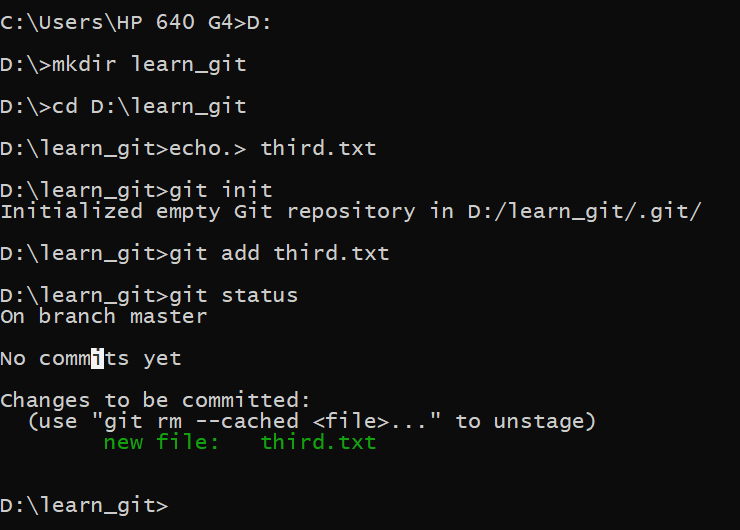 C:\Users\HP 640 G4>D:
D:\>mkdir learn_git
D:\>cd D:\learn_git
D:\learn_git>echo.> third.txt
D:\learn_git>git init
Initialized empty Git repository in D:/learn_git/.git/
D:\learn_git>git add third.txt
D:\learn_git>git status
On branch master
No commits yet
Changes to be committed:
  (use "git rm --cached <file>..." to unstage)
        new file:   third.txt
D:\learn_git>